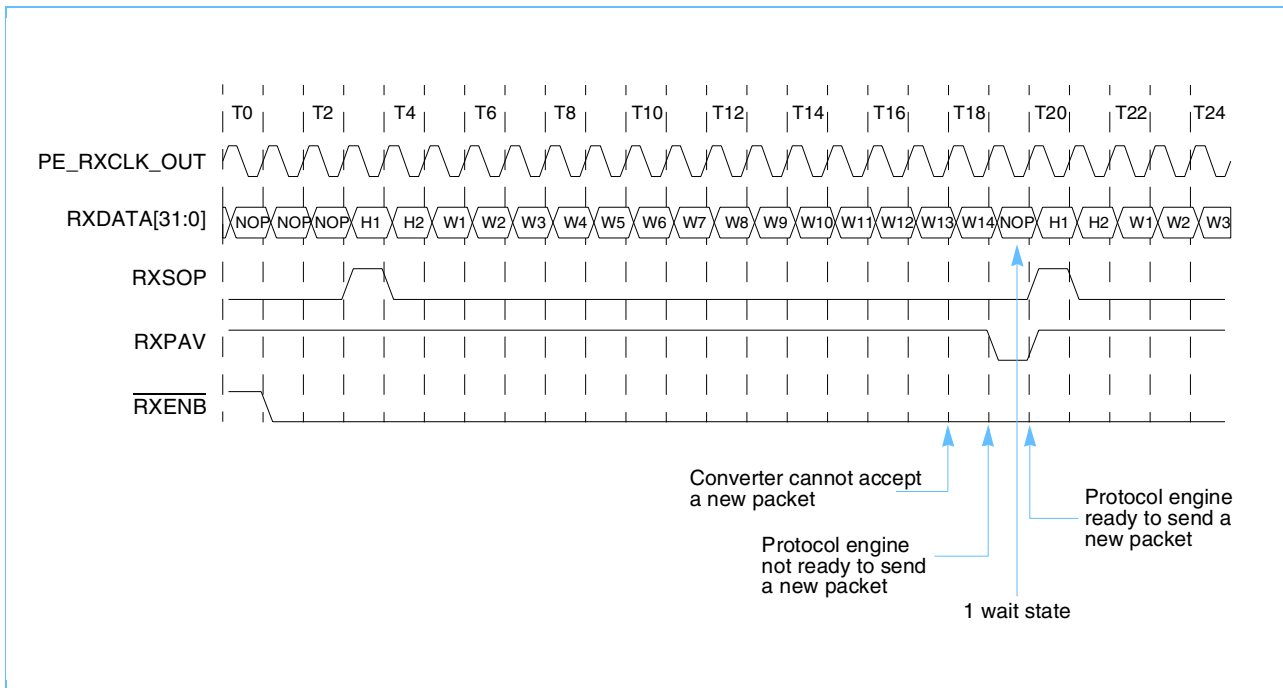 T0 T2 T4 T6 T8 T10 T12 T14 T16 T18 T20 T22 T24
PE_RXCLK_OUT
RXDATA[31:0] NOP NOP NOP H1 H2 W1 W2 W3 W4 W5 W6 W7 W8 W9 W10 W11 W12 W13 W14 NOP H1 H2 W1 W2 W3
RXSOP
RXPAV
RXENB
Converter cannot accept
a new packet
Protocol engine
not ready to send
a new packet
Protocol engine
ready to send a
new packet
1 wait state